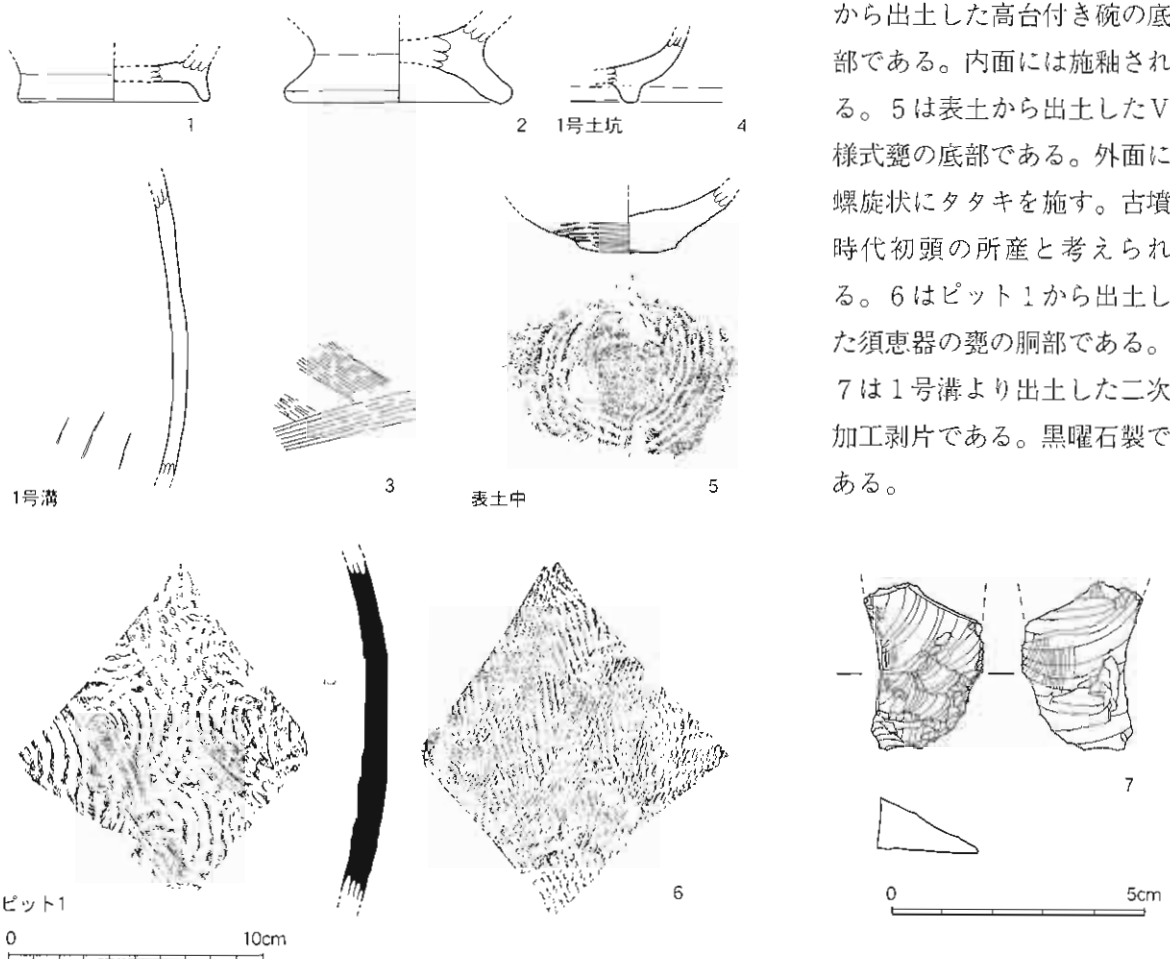 から出土した高台付き碗の底
部である。内面には施釉され
る。5は表土から出土したV
様式甕の底部である。外面に
螺旋状にタタキを施す。古墳
時代初頭の所産と考えられ
る。6はピット1から出土し
た須恵器の甕の胴部である。
7は1号溝より出土した二次
加工剥片である。黒曜石製で
ある。
1
2
1号土坑
4
1号溝
3
表土中
5
ピット1
6
7
0
10cm
0
5cm